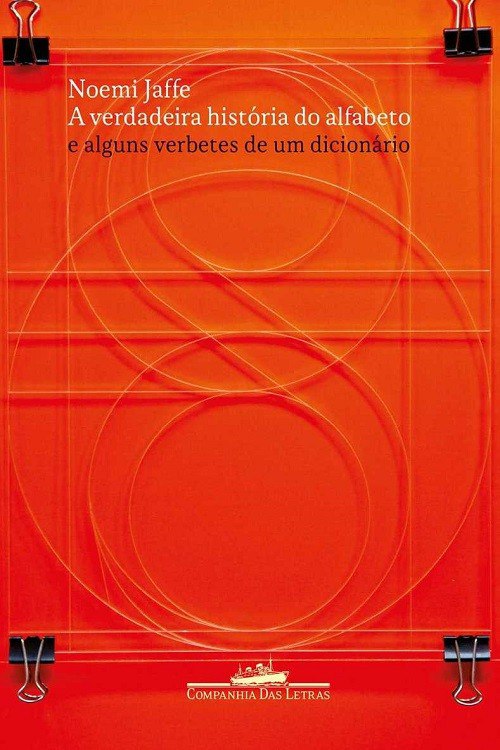 Noemi Jaffe
A verdadeira história do alfabeto
e alguns verbetes de um dicionário
COMPANHIA DAS LETRAS